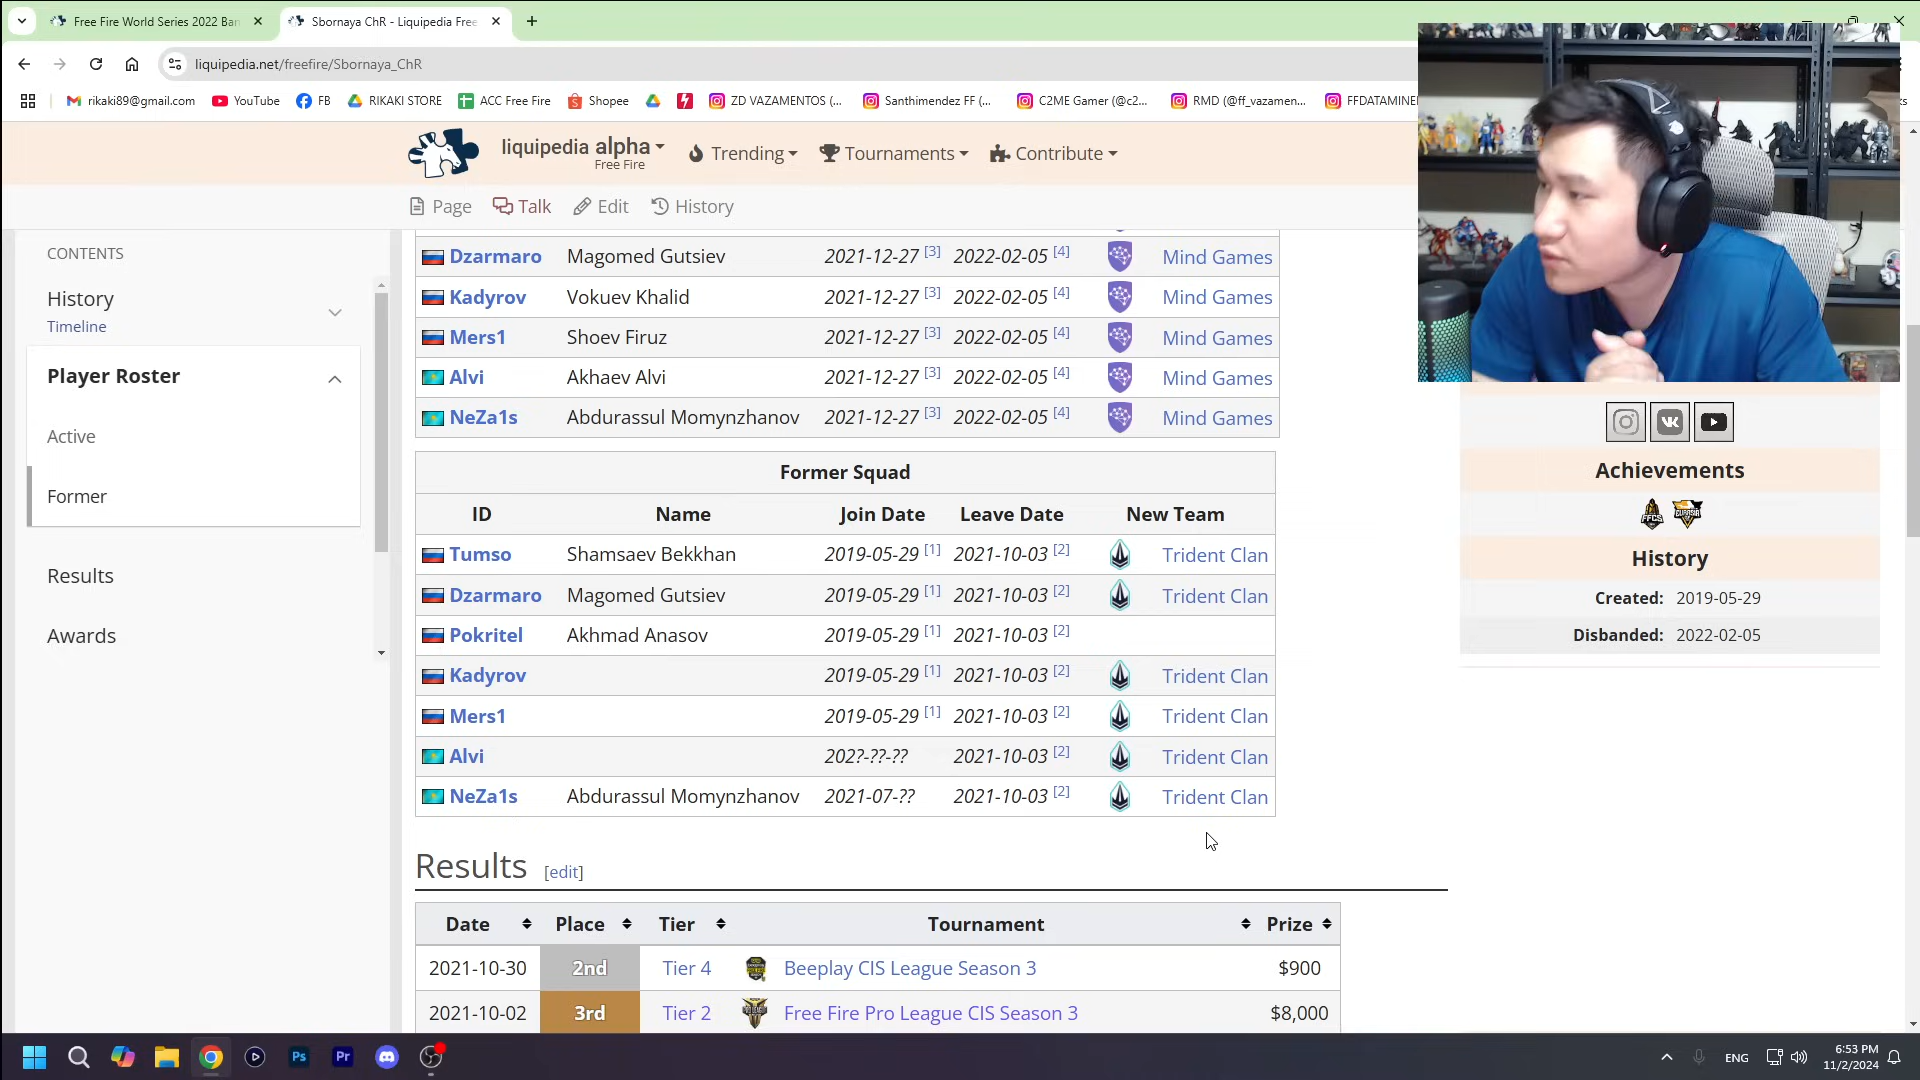 Free Fire World Series 2022 Ban
Sbornaya ChR - Liquipedia Free
liquipedia.net/freefire/Sbornaya_ChR
rikaki89@gmail.com YouTube FB RIKAKI STORE ACC Free Fire Shopee ZD VAZAMENTOS (... Santhimendez FF (... C2ME Gamer (@c2... RMD (@ff_vazamen... FFDATAMINE
liquipedia alpha
Free Fire
Trending Tournaments Contribute
Page Talk Edit History
CONTENTS
History
Timeline
Player Roster
Active
Former
Results
Awards
Dzarmaro Magomed Gutsiev 2021-12-27 [3] 2022-02-05 [4] Mind Games
Kadyrov Vokuev Khalid 2021-12-27 [3] 2022-02-05 [4] Mind Games
Mers1 Shoev Firuz 2021-12-27 [3] 2022-02-05 [4] Mind Games
Alvi Akhaev Alvi 2021-12-27 [3] 2022-02-05 [4] Mind Games
NeZa1s Abdurassul Momynzhanov 2021-12-27 [3] 2022-02-05 [4] Mind Games
Former Squad
ID Name Join Date Leave Date New Team
Tumso Shamsaev Bekkhan 2019-05-29 [1] 2021-10-03 [2] Trident Clan
Dzarmaro Magomed Gutsiev 2019-05-29 [1] 2021-10-03 [2] Trident Clan
Pokritel Akhmad Anasov 2019-05-29 [1] 2021-10-03 [2]
Kadyrov 2019-05-29 [1] 2021-10-03 [2] Trident Clan
Mers1 2019-05-29 [1] 2021-10-03 [2] Trident Clan
Alvi 202?-??-?? 2021-10-03 [2] Trident Clan
NeZa1s Abdurassul Momynzhanov 2021-07-?? 2021-10-03 [2] Trident Clan
Results [edit]
Date Place Tier Tournament Prize
2021-10-30 2nd Tier 4 Beeplay CIS League Season 3 $900
2021-10-02 3rd Tier 2 Free Fire Pro League CIS Season 3 $8,000
Achievements
FFCS EURASIA
History
Created: 2019-05-29
Disbanded: 2022-02-05
Ps Pr
ENG
6:53 PM
11/2/2024